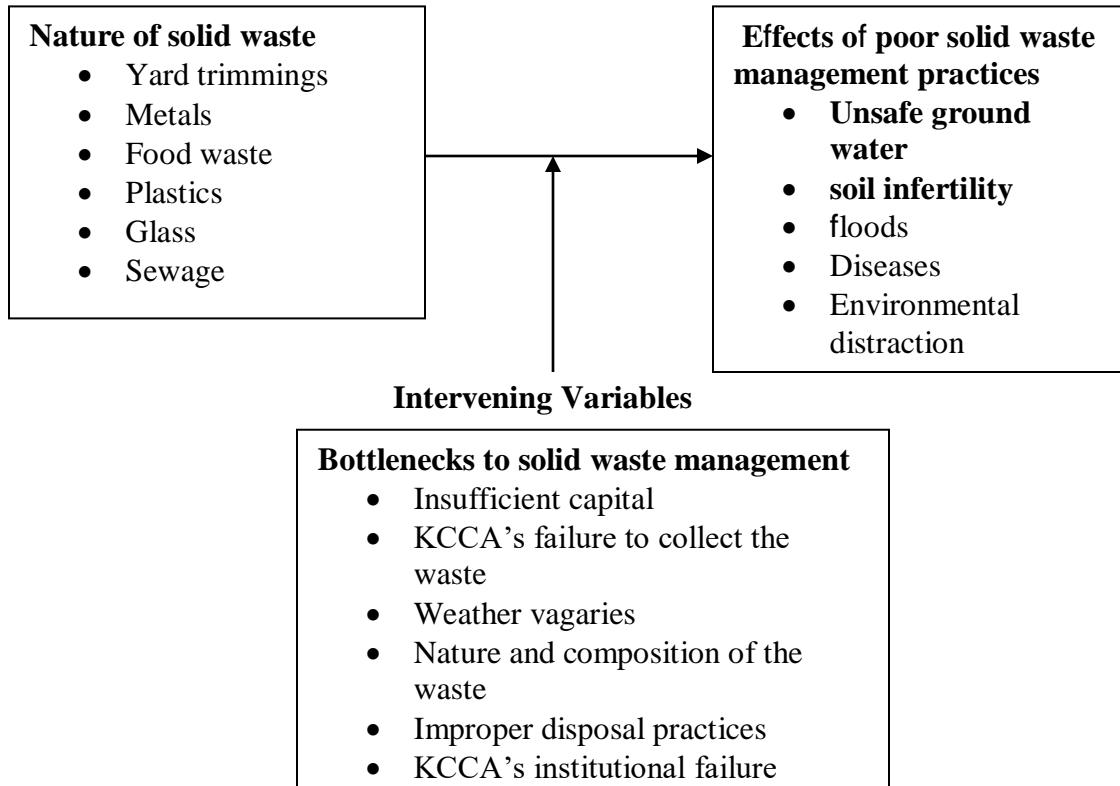 Nature of solid waste
• Yard trimmings
• Metals
• Food waste
• Plastics
• Glass
• Sewage
Effects of poor solid waste
management practices
• Unsafe ground
water
• soil infertility
• floods
• Diseases
• Environmental
distraction
Intervening Variables
Bottlenecks to solid waste management
• Insufficient capital
• KCCA’s failure to collect the
waste
• Weather vagaries
• Nature and composition of the
waste
• Improper disposal practices
• KCCA’s institutional failure